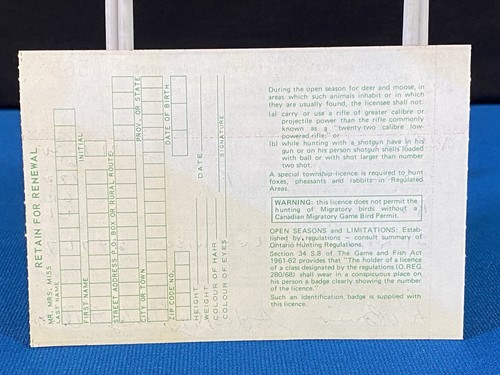 RETAIN FOR RENEWAL
MR. MRS. MISS
LAST NAME
FIRST NAME
INITIAL
STREET ADDRESS P.O. BOX OR RURAL ROUTE
CITY OR TOWN
PROV. OR STATE
ZIP CODE NO.
DATE OF BIRTH
HEIGHT
WEIGHT
DATE
COLOUR OF HAIR
COLOUR OF EYES
SIGNATURE
During the open season for deer and moose, in
areas which such animals inhabit or in which
they are usually found, the licensee shall not:
(a) carry or use a rifle of greater calibre or
projectile power than the rifle commonly
known as a "twenty-two calibre low-
powered rifle;" or
(b) while hunting with a shotgun have in his
gun or on his person shotgun shells loaded
with ball or with shot larger than number
two shot.
A special township licence is required to hunt
foxes, pheasants and rabbits in Regulated
Areas.
WARNING: this licence does not permit the
hunting of Migratory birds without a
Canadian Migratory Game Bird Permit.
OPEN SEASONS and LIMITATIONS: Estab-
lished by regulations – consult summary of
Ontario Hunting Regulations.
Section 34 S.8 of The Game and Fish Act
1961-62 provides that "The holder of a licence
of a class designated by the regulations (O.REG.
280/68) shall wear in a conspicuous place on
his person a badge clearly showing the number
of the licence."
Such an identification badge is supplied with
this licence.